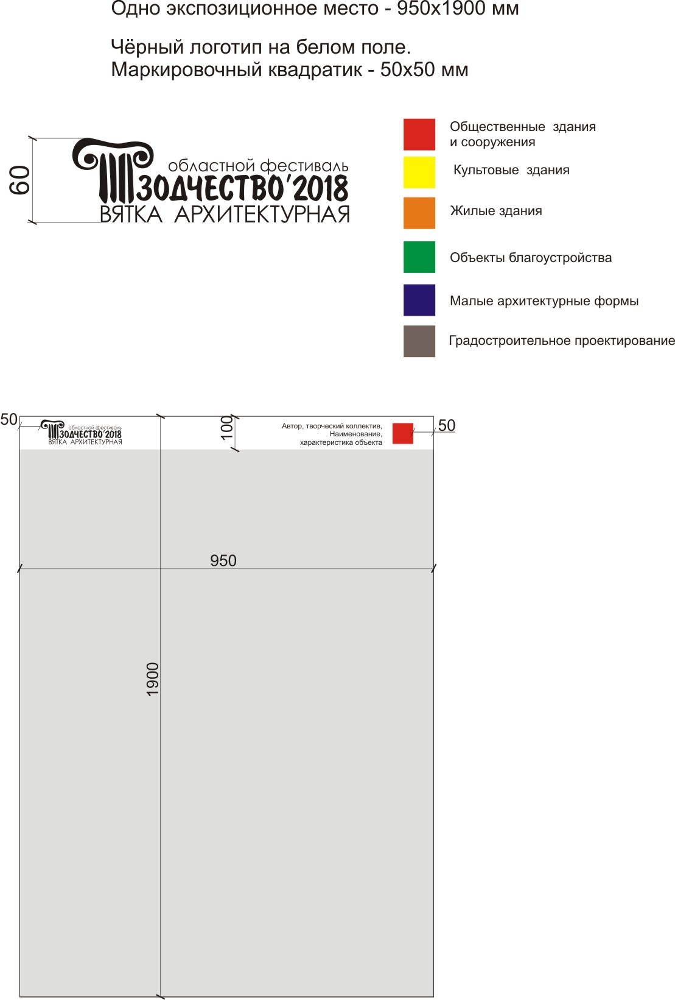 Одно экспозиционное место - 950х1900 мм
Чёрный логотип на белом поле.
Маркировочный квадратик - 50х50 мм
60
областной фестиваль
ЗОДЧЕСТВО'2018
ВЯТКА АРХИТЕКТУРНАЯ
Общественные здания
и сооружения
Культовые здания
Жилые здания
Объекты благоустройства
Малые архитектурные формы
Градостроительное проектирование
50
областной фестиваль
ЗОДЧЕСТВО'2018
ВЯТКА АРХИТЕКТУРНАЯ
100
Автор, творческий коллектив,
Наименование,
характеристика объекта
50
950
1900